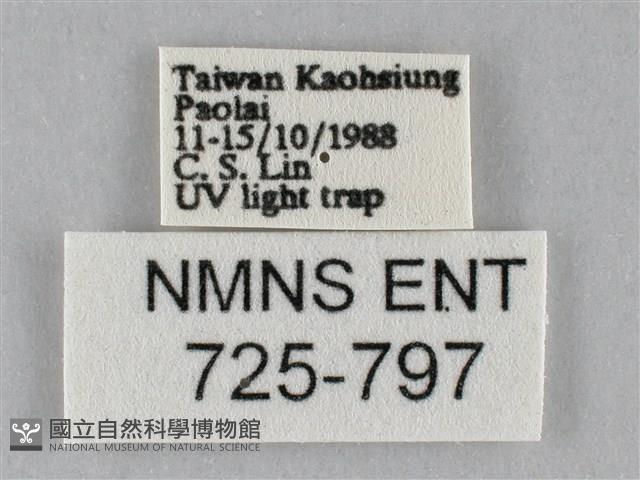 Taiwan Kaohsiung
Paolai
11-15/10/1988
C. S. Lin
UV light trap
NMNS ENT
725-797
國立自然科學博物館
NATIONAL MUSEUM OF NATURAL SCIENCE